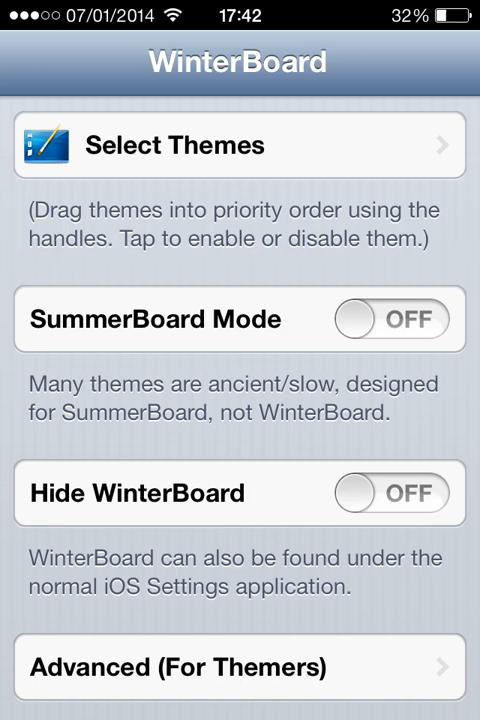 07/01/2014 17:42 32%
WinterBoard
Select Themes
(Drag themes into priority order using the
handles. Tap to enable or disable them.)
SummerBoard Mode OFF
Many themes are ancient/slow, designed
for SummerBoard, not WinterBoard.
Hide WinterBoard OFF
WinterBoard can also be found under the
normal iOS Settings application.
Advanced (For Themers)